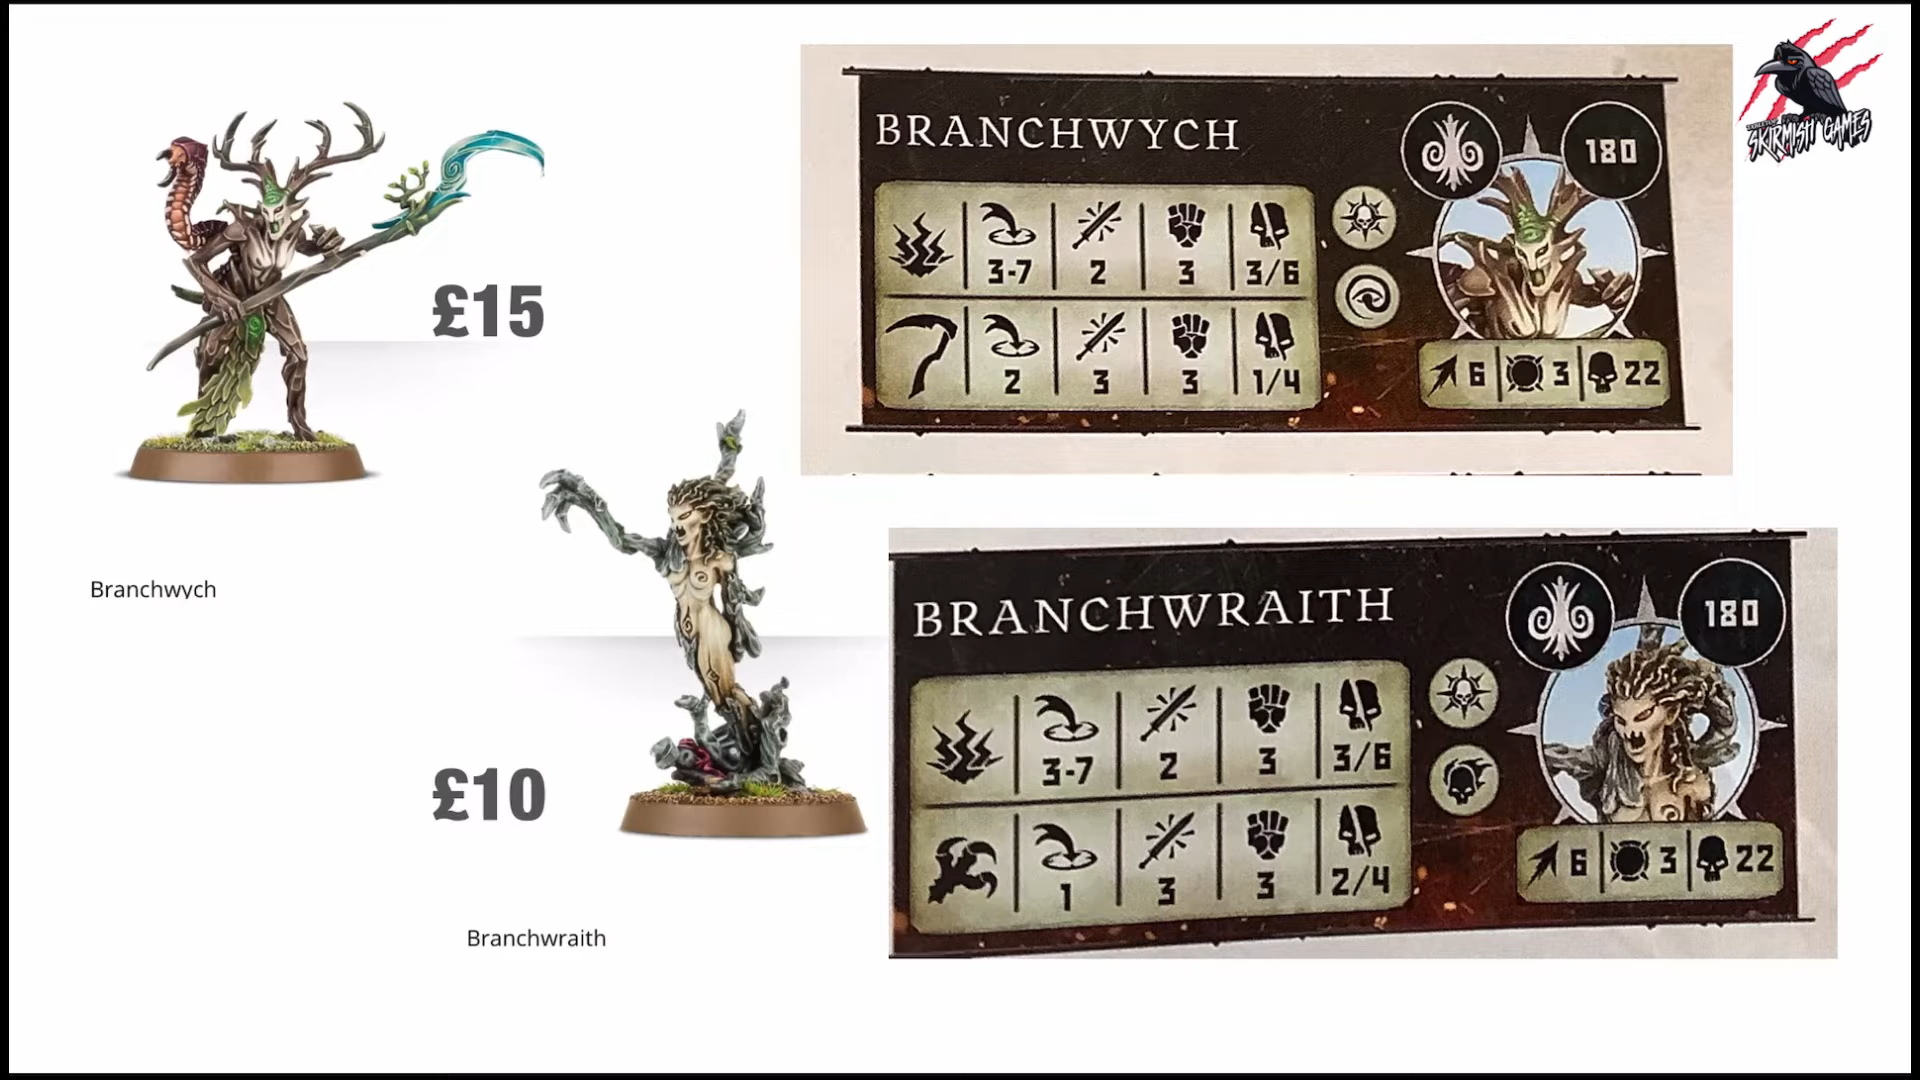 BRANCHWYCH
180
3-7 2 3 3/6
2 3 3 1/4
6 3 22
SKIRMISH GAMES
£15
Branchwych
BRANCHWRAITH
180
3-7 2 3 3/6
1 3 3 2/4
6 3 22
£10
Branchwraith